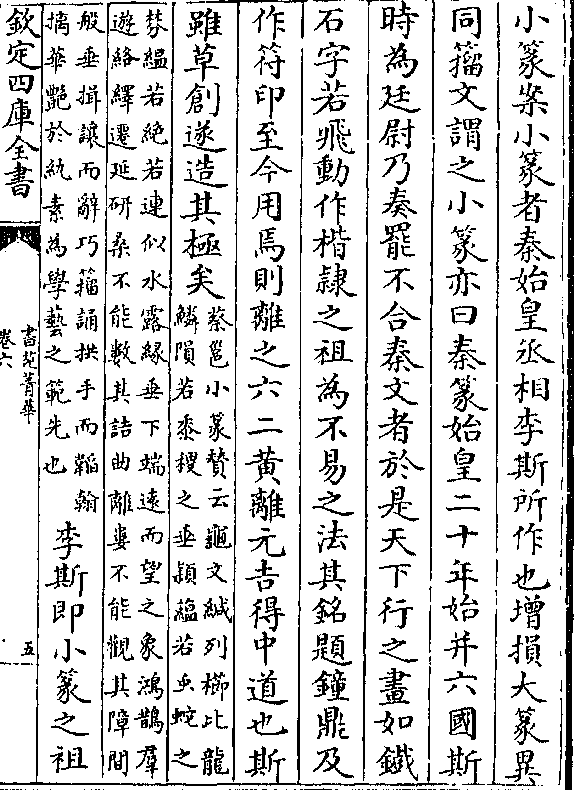 小篆案小篆者秦始皇丞相李斯所作也增損大篆異
同籀文謂之小篆亦曰秦篆始皇二十年始并六國斯
時為廷尉乃奏罷不合秦文者於是天下行之畫如鐵
石字若飛動作楷隸之祖為不易之法其銘題鐘鼎及
作符印至今用焉則離之六二黄離元吉得中道也斯
雖草創遂造其極矣
蔡邕小篆贊云龜文緘列櫛比龍
鱗隕若黍稷之垂穎蘊若虫蛇之
棼緼若絶若連似水露緣垂下端遠而望之象鴻鵠羣
遊絡繹遷延研桑不能數其詰曲離婁不能觀其障間
般垂揖讓而辭巧籀誦拱手而韜翰
摛華艶於紈素為學藝之範先也
李斯即小篆之祖
欽定四庫全書
書苑菁華
卷六
五